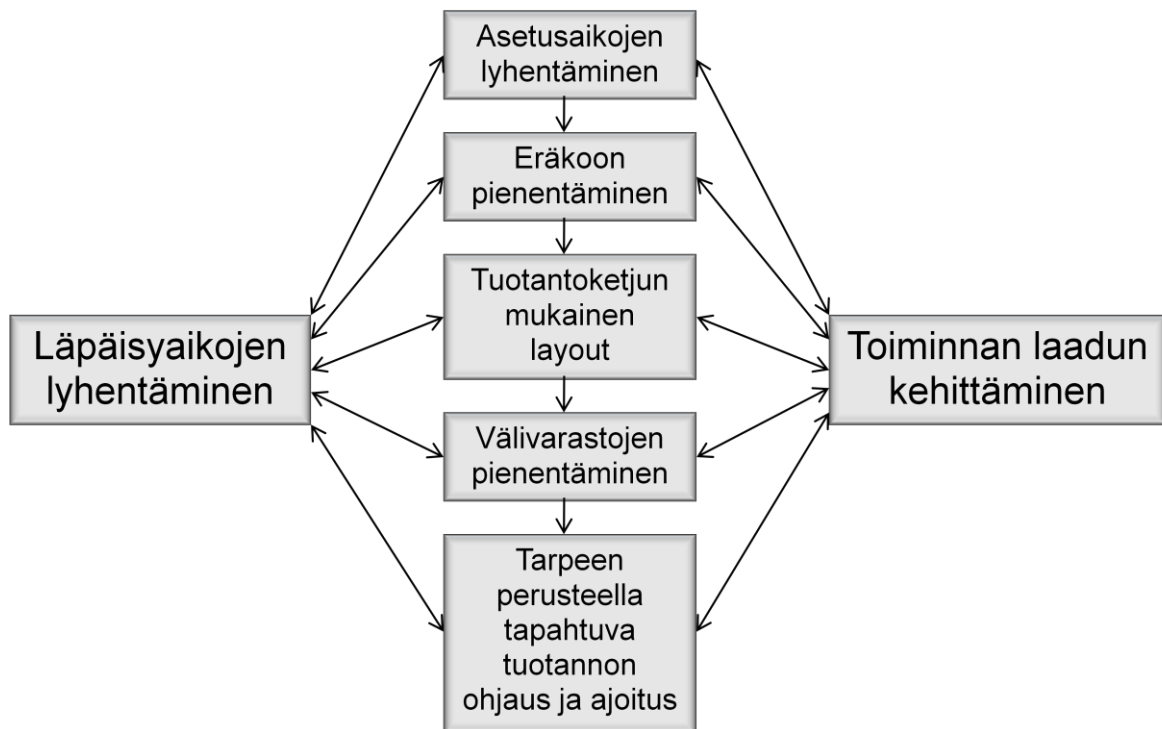 Asetusaikojen
lyhentäminen
Eräkoon
pienentäminen
Tuotantoketjun
mukainen
layout
Läpäisyaikojen
lyhentäminen
Toiminnan laadun
kehittäminen
Välivarastojen
pienentäminen
Tarpeen
perusteella
tapahtuva
tuotannon
ohjaus ja ajoitus